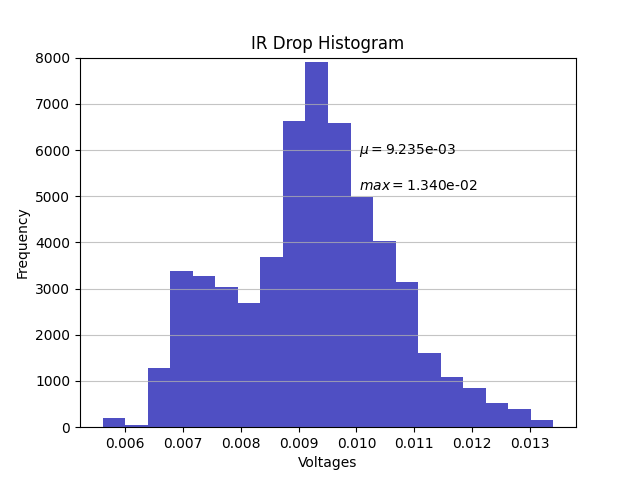 IR Drop Histogram
8000
7000
6000
5000
4000
3000
2000
1000
0
Frequency
μ = 9.235e-03
max = 1.340e-02
0.006 0.007 0.008 0.009 0.010 0.011 0.012 0.013
Voltages